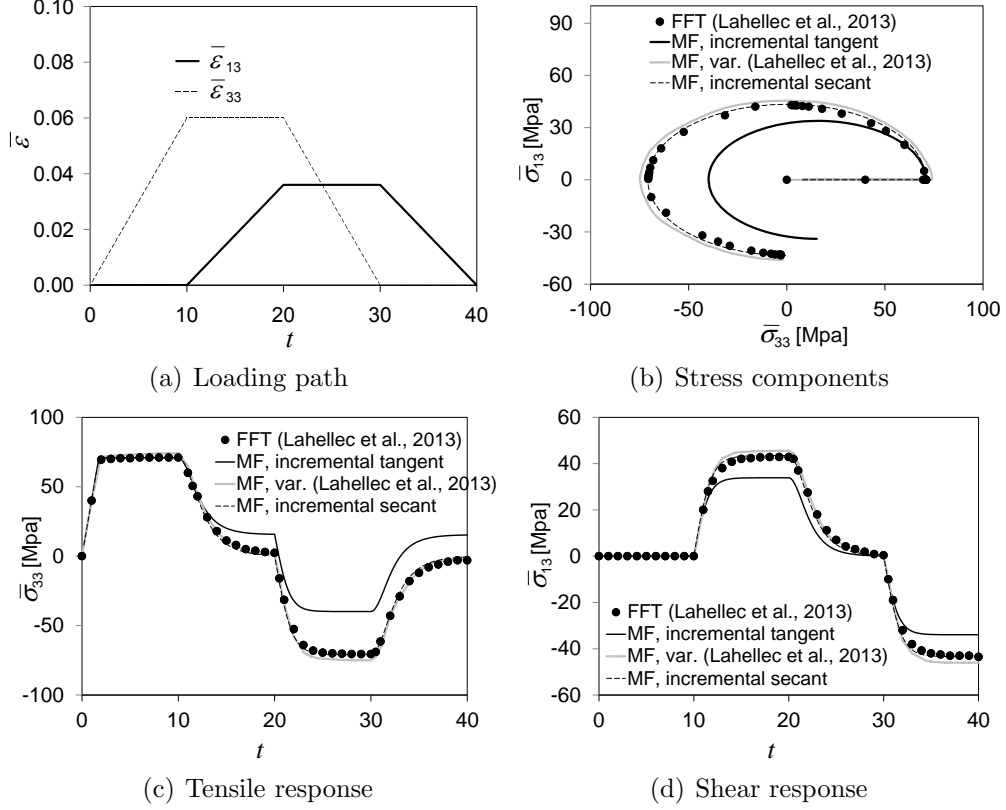 0.10
0.08
0.06
0.04
0.02
0.00
ε̅
ε̅13
ε̅33
0 10 20 30 40
t
(a) Loading path
90
60
30
0
-30
-60
σ̅13 [Mpa]
FFT (Lahellec et al., 2013)
MF, incremental tangent
MF, var. (Lahellec et al., 2013)
MF, incremental secant
-100 -50 0 50 100
σ̅33 [Mpa]
(b) Stress components
100
50
0
-50
-100
σ̅33 [Mpa]
FFT (Lahellec et al., 2013)
MF, incremental tangent
MF, var. (Lahellec et al., 2013)
MF, incremental secant
0 10 20 30 40
t
(c) Tensile response
60
40
20
0
-20
-40
-60
σ̅13 [Mpa]
FFT (Lahellec et al., 2013)
MF, incremental tangent
MF, var. (Lahellec et al., 2013)
MF, incremental secant
0 10 20 30 40
t
(d) Shear response